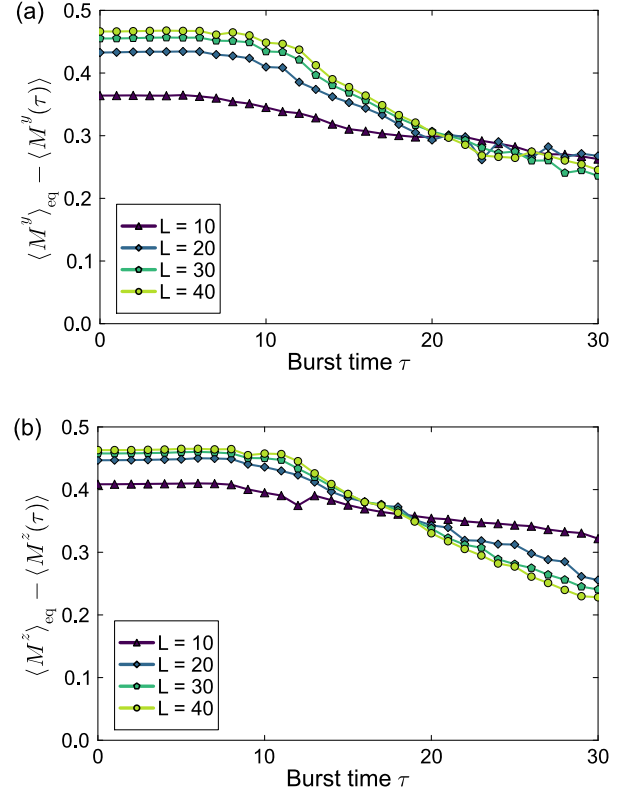 (a)
0.5
0.4
0.3
0.2
0.1
0.0
⟨M^y⟩_eq − ⟨M^y(τ)⟩
L = 10
L = 20
L = 30
L = 40
0 10 20 30
Burst time τ
(b)
0.5
0.4
0.3
0.2
0.1
0.0
⟨M^z⟩_eq − ⟨M^z(τ)⟩
L = 10
L = 20
L = 30
L = 40
0 10 20 30
Burst time τ